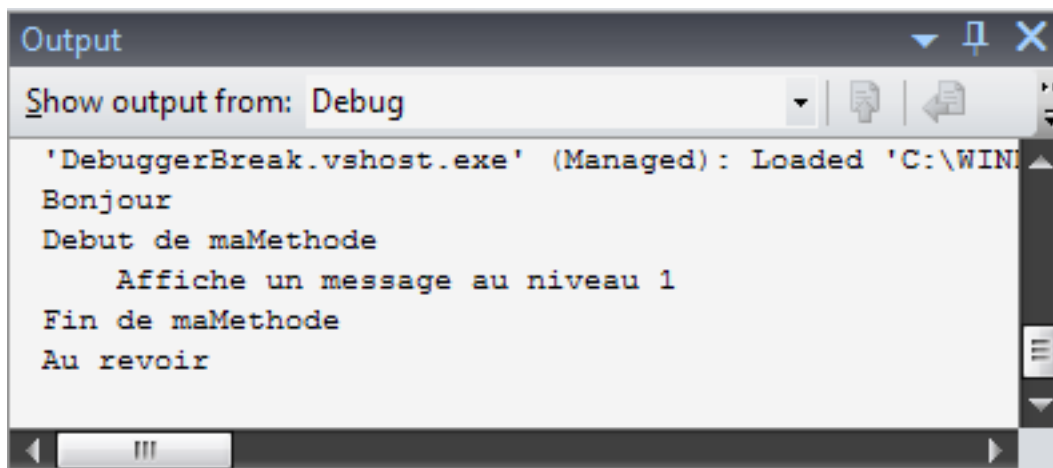 Output
Show output from: Debug
'DebuggerBreak.vshost.exe' (Managed): Loaded 'C:\WIN
Bonjour
Debut de maMethode
    Affiche un message au niveau 1
Fin de maMethode
Au revoir